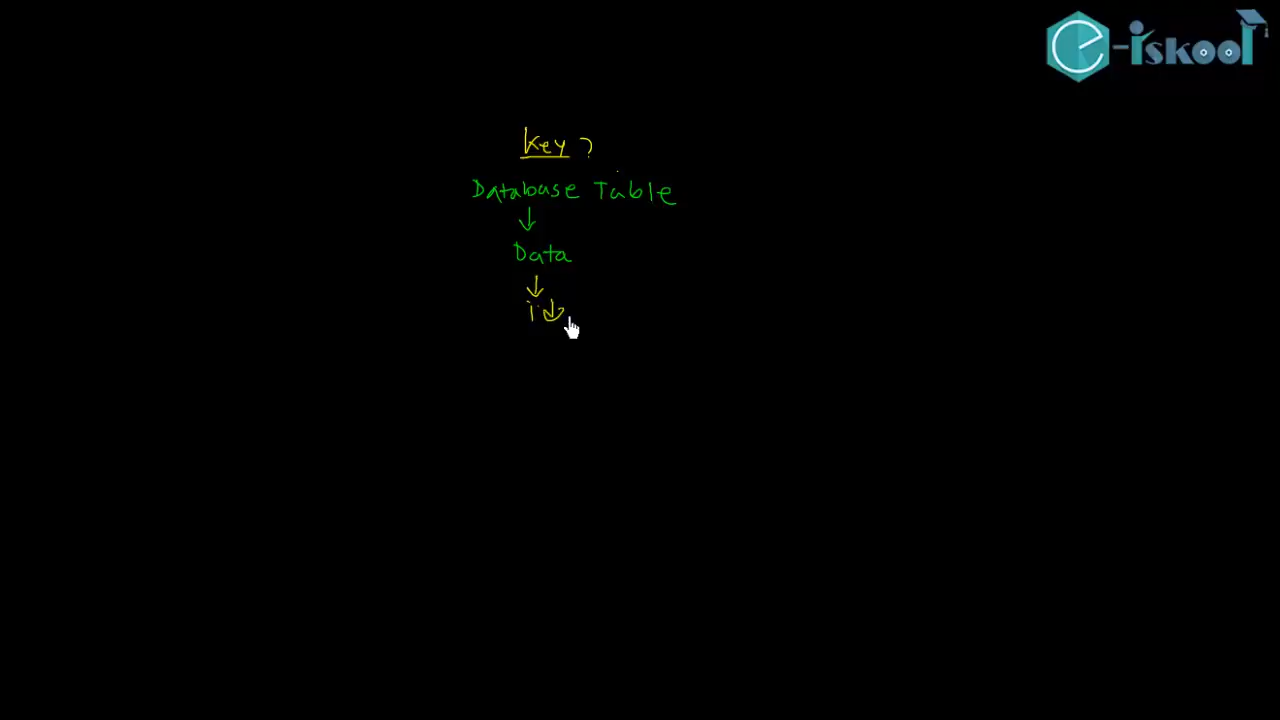 e-iskool
Key ?
Database Table
↓
Data
↓